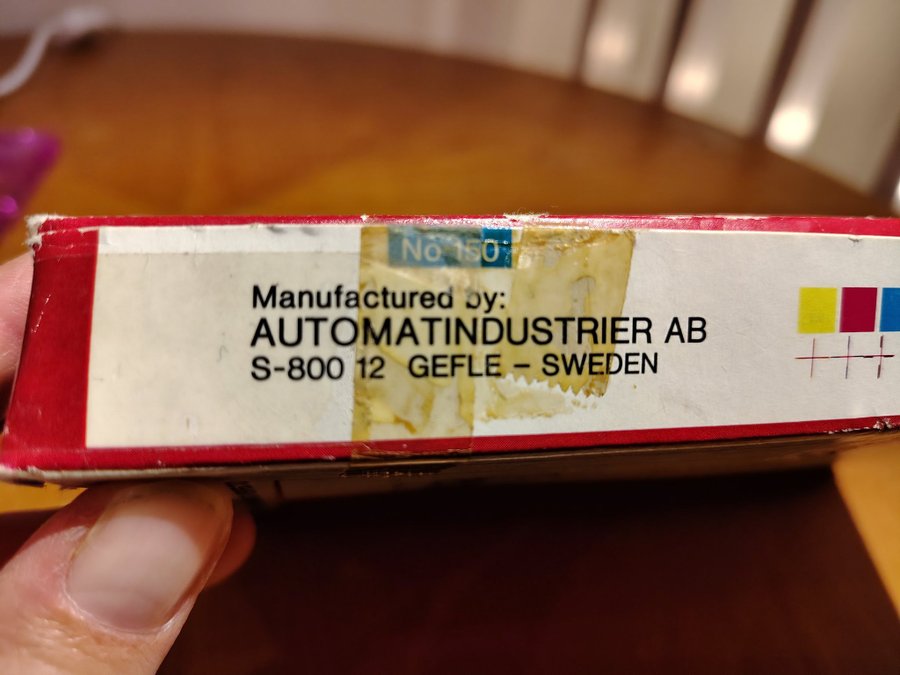 No 150
Manufactured by:
AUTOMATINDUSTRIER AB
S-800 12 GEFLE – SWEDEN